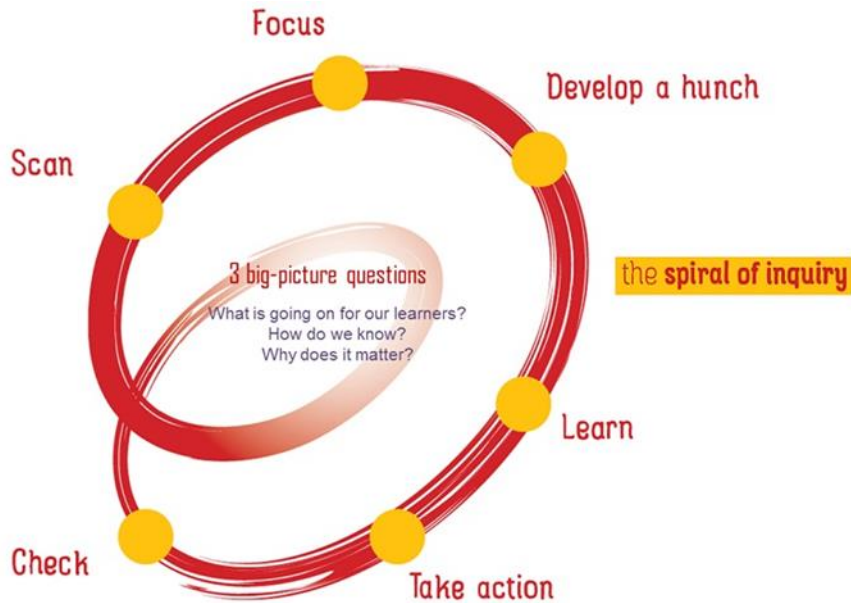 Focus
Develop a hunch
Scan
3 big-picture questions
What is going on for our learners?
How do we know?
Why does it matter?
the spiral of inquiry
Learn
Take action
Check